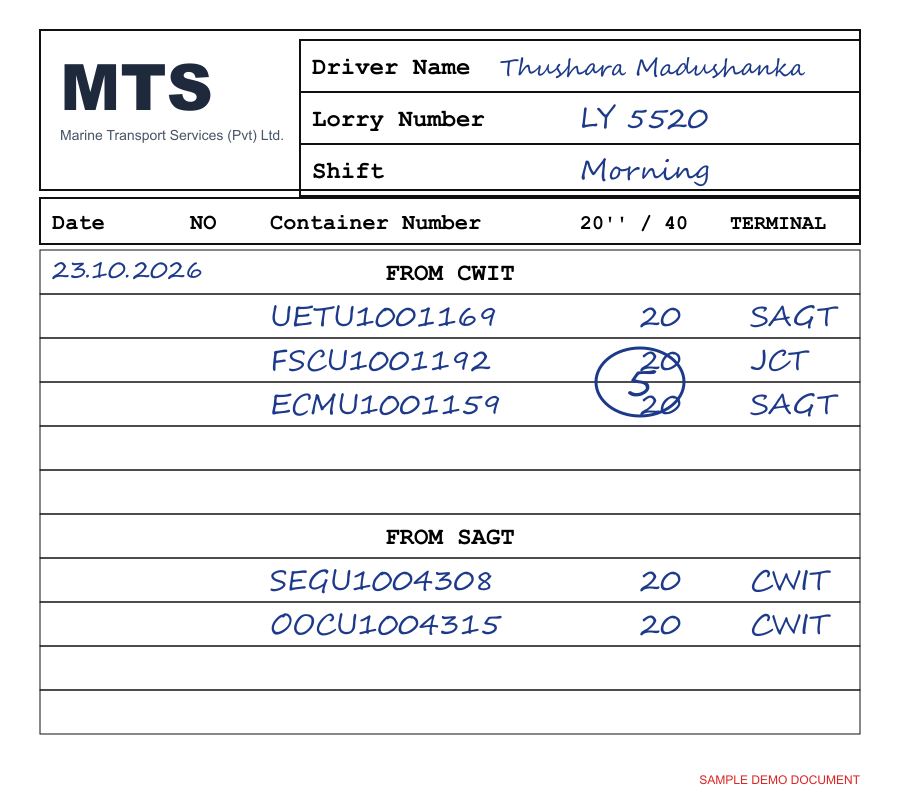 MTS
Marine Transport Services (Pvt) Ltd.
Driver Name Thushara Madushanka
Lorry Number LY 5520
Shift Morning
Date NO Container Number 20'' / 40 TERMINAL
23.10.2026 FROM CWIT
UETU1001169 20 SAGT
FSCU1001192 20 JCT
5
ECMU1001159 20 SAGT
FROM SAGT
SEGU1004308 20 CWIT
OOCU1004315 20 CWIT
SAMPLE DEMO DOCUMENT